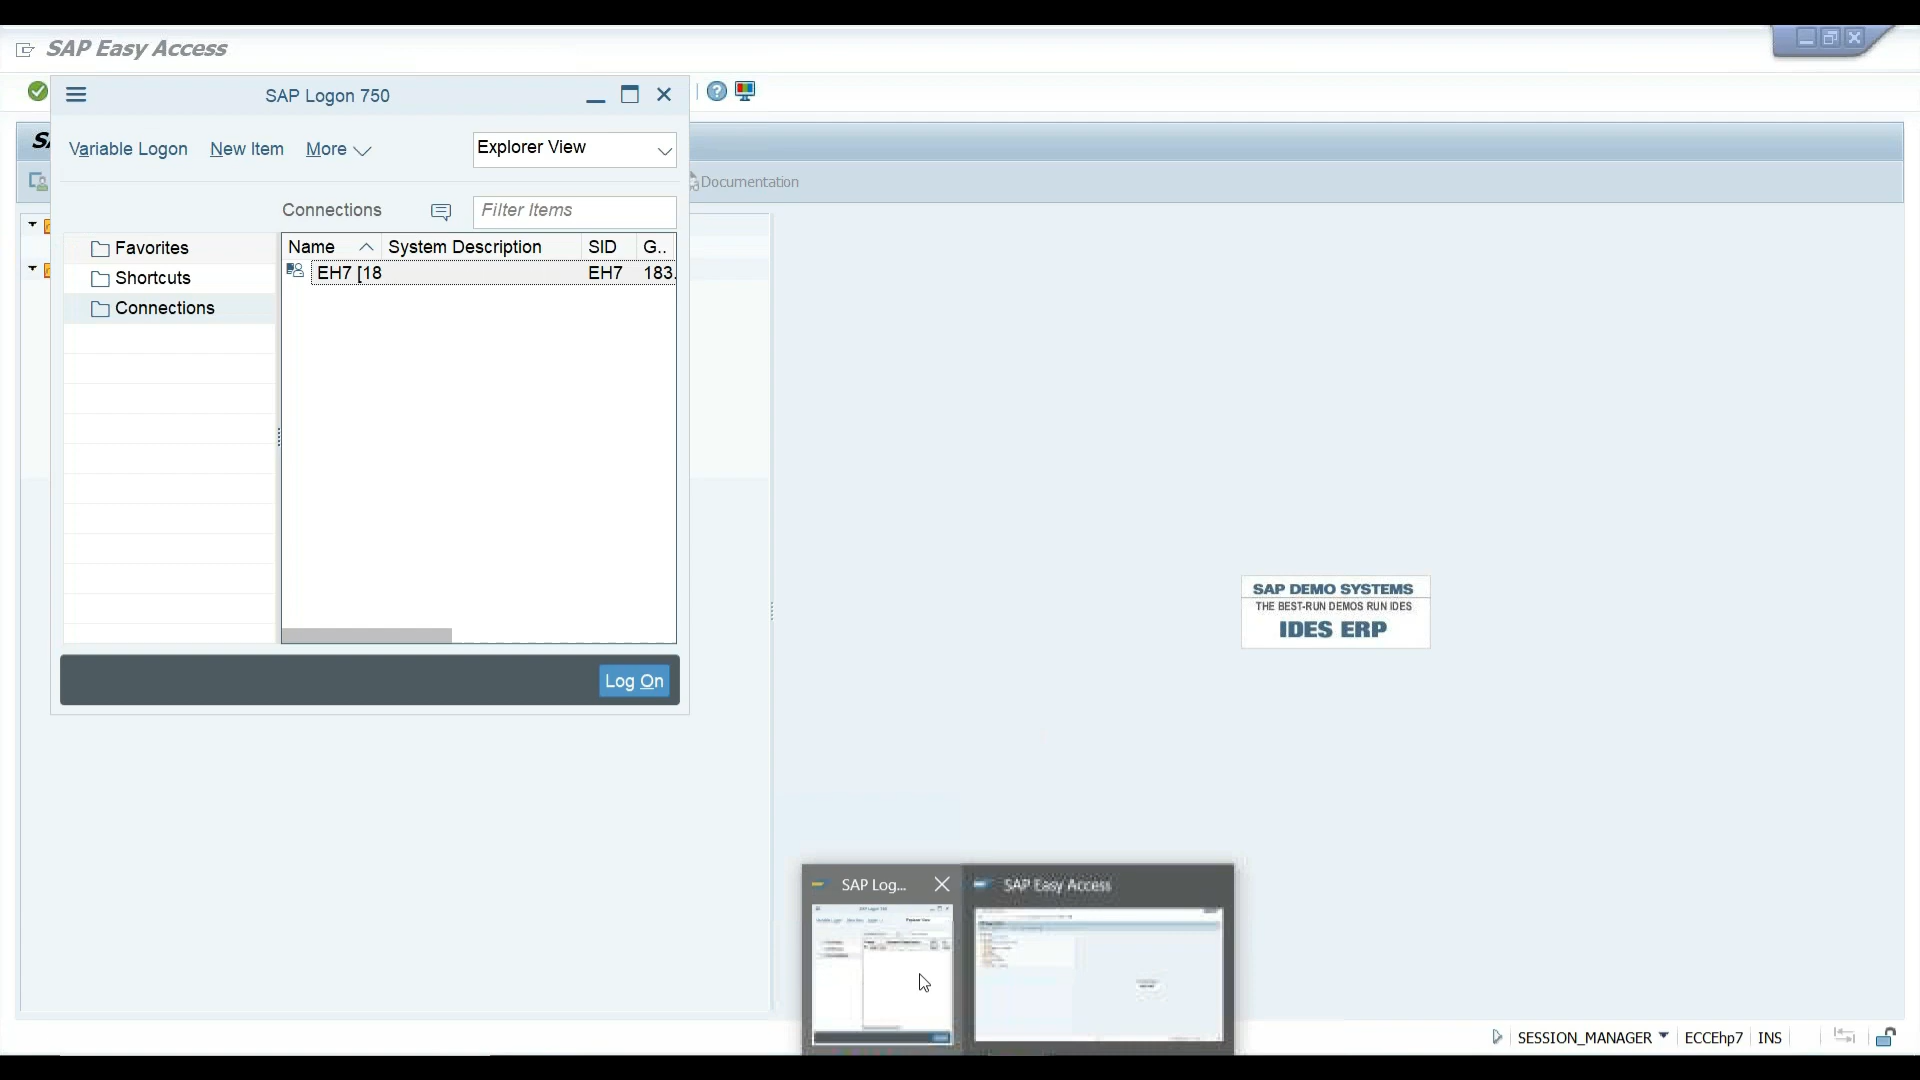 SAP Easy Access
SAP Logon 750
Variable Logon
New Item
More
Explorer View
Documentation
Connections
Filter Items
Favorites
Shortcuts
Connections
Name
System Description
SID
G..
EH7 [18
EH7
183.
Log On
SAP DEMO SYSTEMS
THE BEST-RUN DEMOS RUN IDES
IDES ERP
SAP Log...
SAP Easy Access
SESSION_MANAGER
ECCEhp7
INS